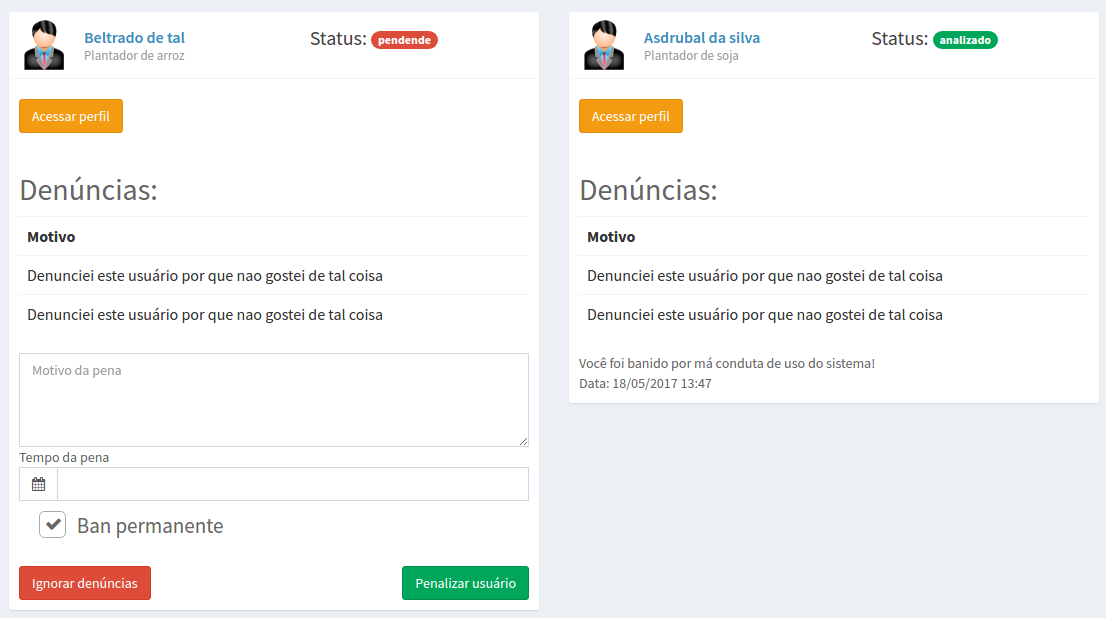 Beltrado de tal
Plantador de arroz
Status: pendende
Acessar perfil
Denúncias:
Motivo
Denunciei este usuário por que nao gostei de tal coisa
Denunciei este usuário por que nao gostei de tal coisa
Motivo da pena
Tempo da pena
Ban permanente
Ignorar denúncias
Penalizar usuário
Asdrubal da silva
Plantador de soja
Status: analizado
Acessar perfil
Denúncias:
Motivo
Denunciei este usuário por que nao gostei de tal coisa
Denunciei este usuário por que nao gostei de tal coisa
Você foi banido por má conduta de uso do sistema!
Data: 18/05/2017 13:47